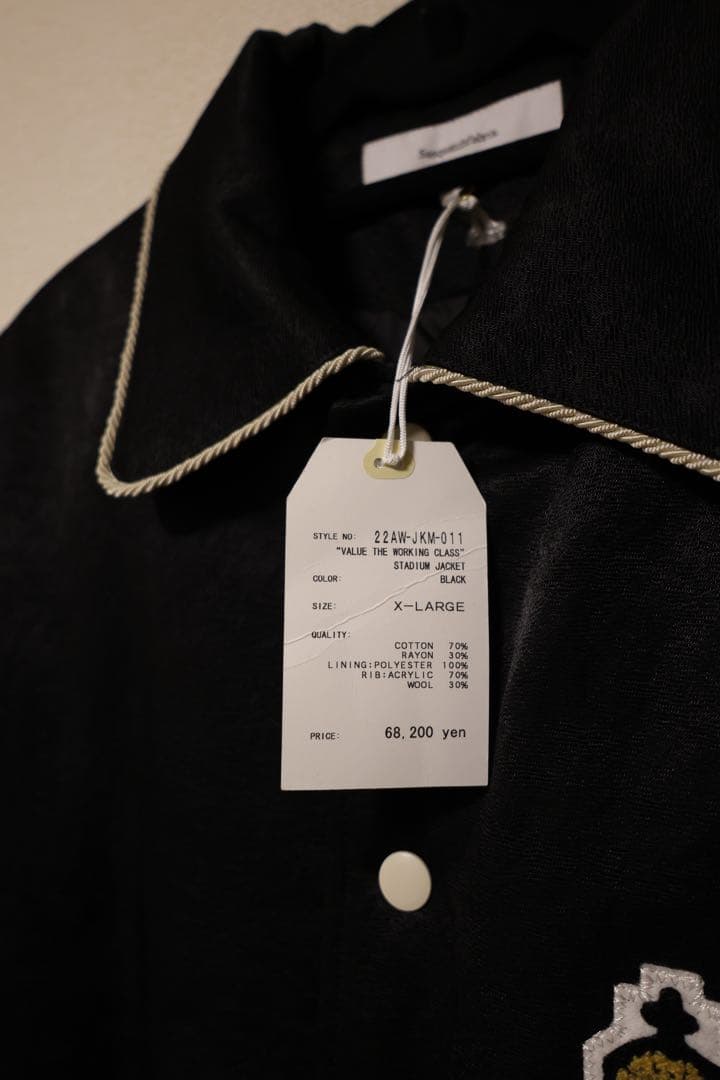 STYLE NO: 22AW-JKM-011
"VALUE THE WORKING CLASS"
STADIUM JACKET
COLOR: BLACK
SIZE: X-LARGE
QUALITY:
COTTON 70%
RAYON 30%
LINING:POLYESTER 100%
RIB:ACRYLIC 70%
WOOL 30%
PRICE: 68,200 yen